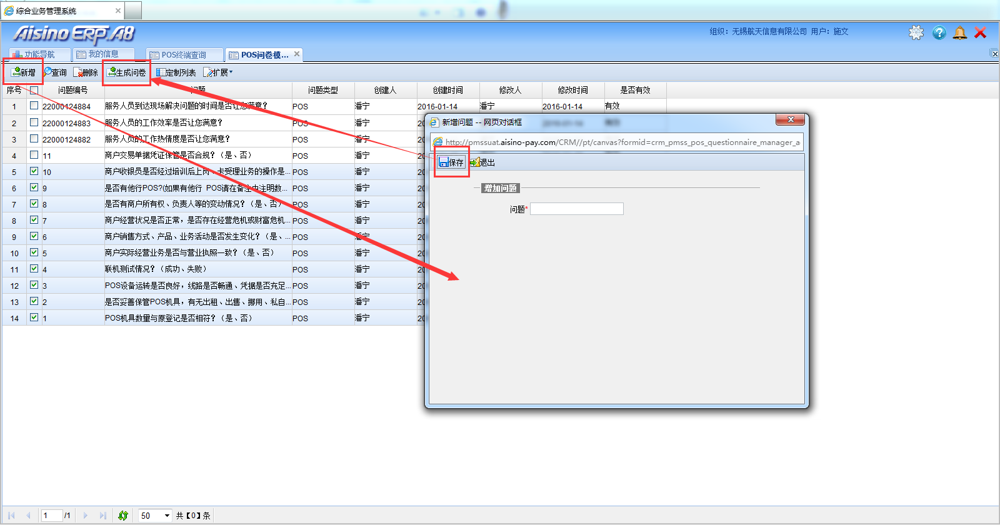 综合业务管理系统
Aisino ERP.A8
组织：无锡航天信息有限公司 用户：施文
功能导航 我的信息 POS终端查询 POS问卷模...
新增 查询 删除 生成问卷 定制列表 扩展
序号 问题编号 问题 问题类型 创建人 创建时间 修改人 修改时间 是否有效
1 22000124884 服务人员到达现场解决问题的时间是否让您满意？ POS 潘宁 2016-01-14 潘宁 2016-01-14 有效
2 22000124883 服务人员的工作效率是否让您满意？ POS 潘宁 20
3 22000124882 服务人员的工作热情度是否让您满意？ POS 潘宁 20
4 11 商户交易单据凭证保管是否合规？（是、否） POS 潘宁 20
5 10 商户收银员是否经过培训后上岗，卡受理业务的操作是... POS 潘宁 20
6 9 是否有他行POS?(如果有他行 POS请在备注中注明数... POS 潘宁 20
7 8 是否有商户所有权、负责人等的变动情况？（是、否） POS 潘宁 20
8 7 商户经营状况是否正常，是否存在经营危机或财富危机... POS 潘宁 20
9 6 商户销售方式、产品、业务活动是否发生变化？（是、... POS 潘宁 20
10 5 商户实际经营业务是否与营业执照一致？（是、否） POS 潘宁 20
11 4 联机测试情况？（成功、失败） POS 潘宁 20
12 3 POS设备运转是否良好，线路是否畅通、凭据是否充足... POS 潘宁 20
13 2 是否妥善保管POS机具，有无出租、出售、挪用、私自... POS 潘宁 20
14 1 POS机具数量与原登记是否相符？（是、否） POS 潘宁 20
新增问题 -- 网页对话框
http://pmssuat.aisino-pay.com/CRM//pt/canvas?formid=crm_pmss_pos_questionnaire_manager_a
保存 退出
增加问题
问题*
1 /1 50 共【0】条